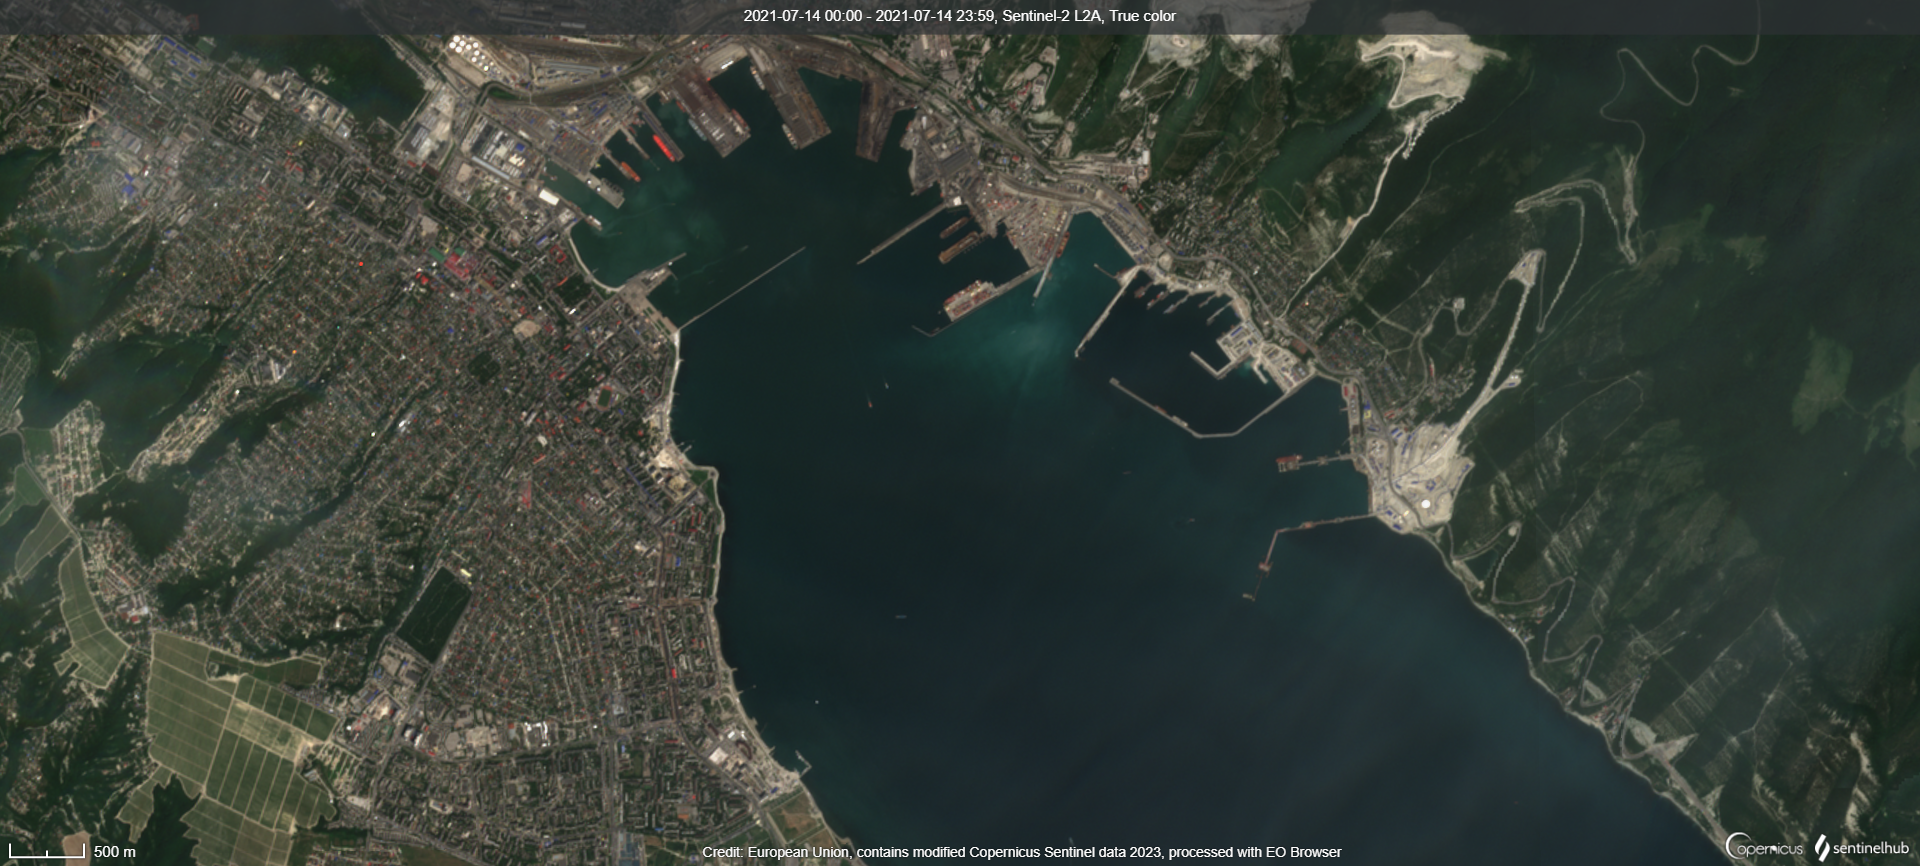 2021-07-14 00:00 - 2021-07-14 23:59, Sentinel-2 L2A, True color
500 m
Credit: European Union, contains modified Copernicus Sentinel data 2023, processed with EO Browser
opernicus
sentinelhub